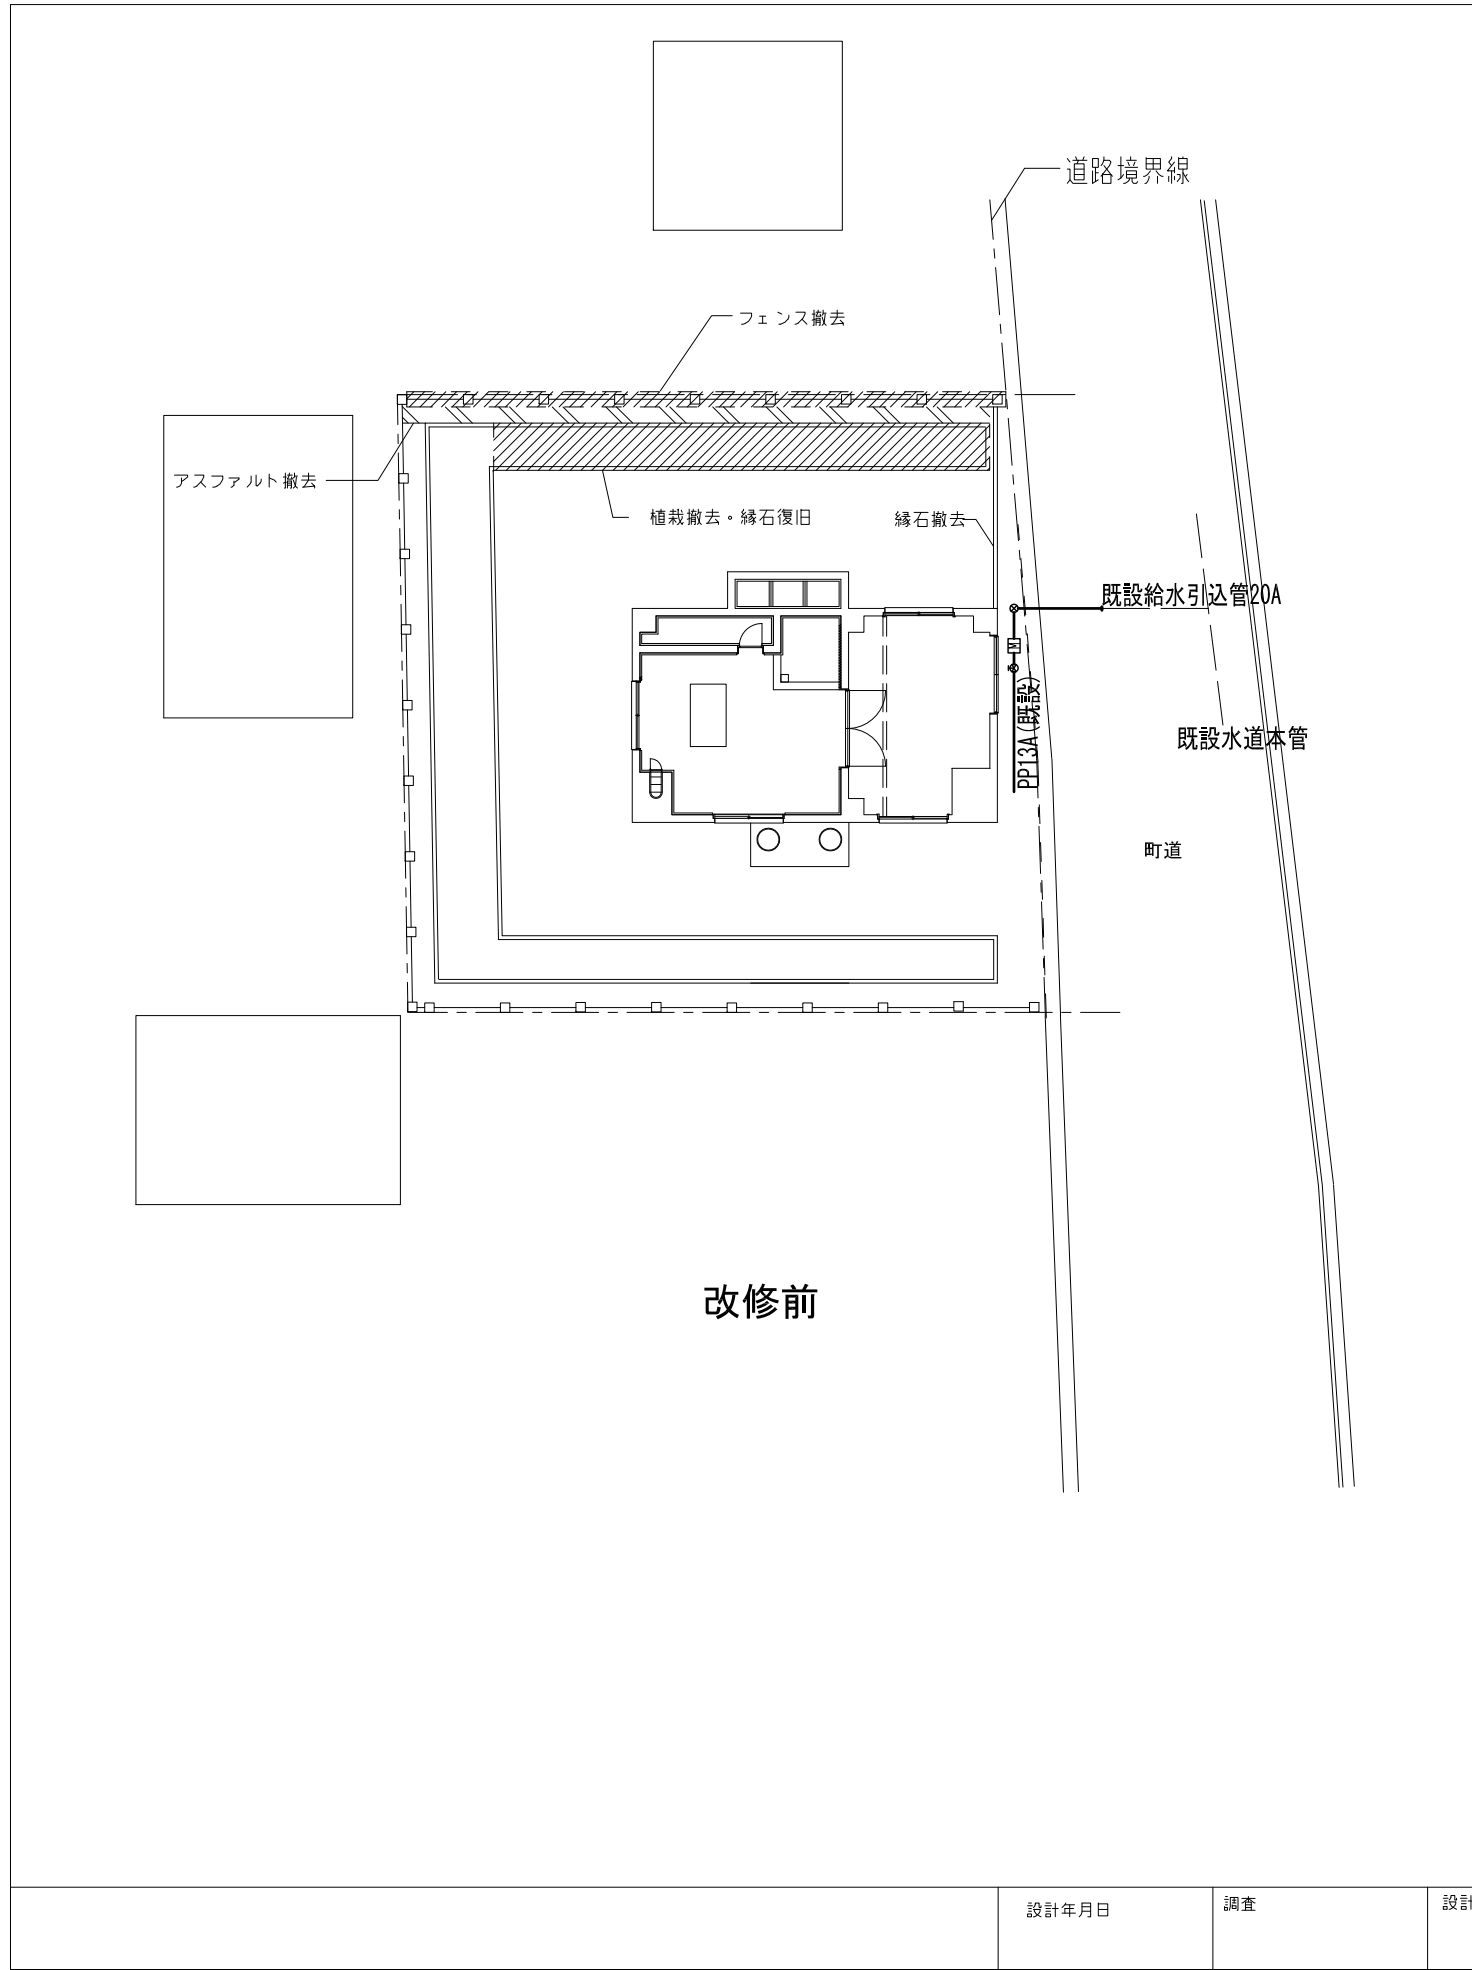 道路境界線
フェンス撤去
アスファルト撤去
植栽撤去・縁石復旧
縁石撤去
既設給水引込管20A
M
PP13A(既設)
既設水道本管
町道
改修前
設計年月日
調査
設計